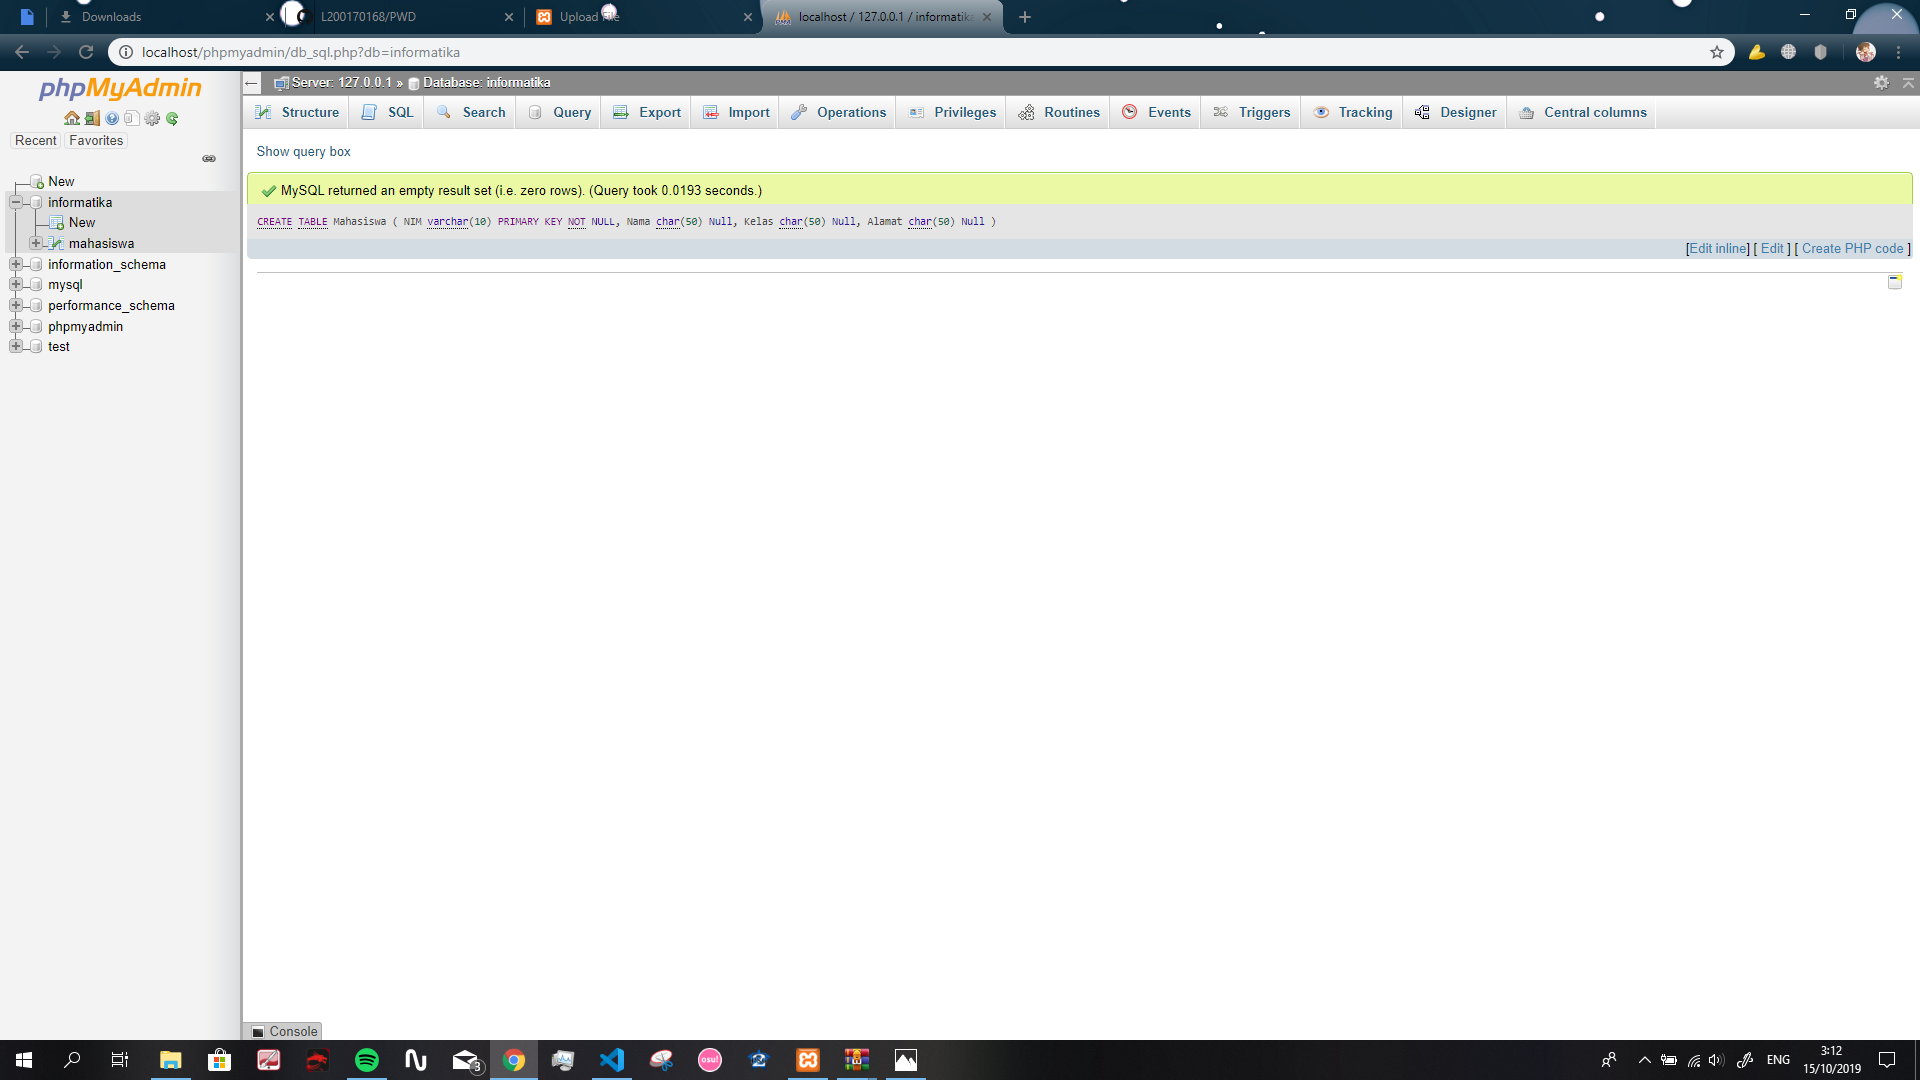 Downloads
L200170168/PWD
Upload File
localhost / 127.0.0.1 / informatika
localhost/phpmyadmin/db_sql.php?db=informatika
phpMyAdmin
Recent
Favorites
New
informatika
New
mahasiswa
information_schema
mysql
performance_schema
phpmyadmin
test
Server: 127.0.0.1 » Database: informatika
Structure
SQL
Search
Query
Export
Import
Operations
Privileges
Routines
Events
Triggers
Tracking
Designer
Central columns
Show query box
MySQL returned an empty result set (i.e. zero rows). (Query took 0.0193 seconds.)
CREATE TABLE Mahasiswa ( NIM varchar(10) PRIMARY KEY NOT NULL, Nama char(50) Null, Kelas char(50) Null, Alamat char(50) Null )
[Edit inline] [ Edit ] [ Create PHP code ]
Console
3
osu!
ENG
3:12
15/10/2019